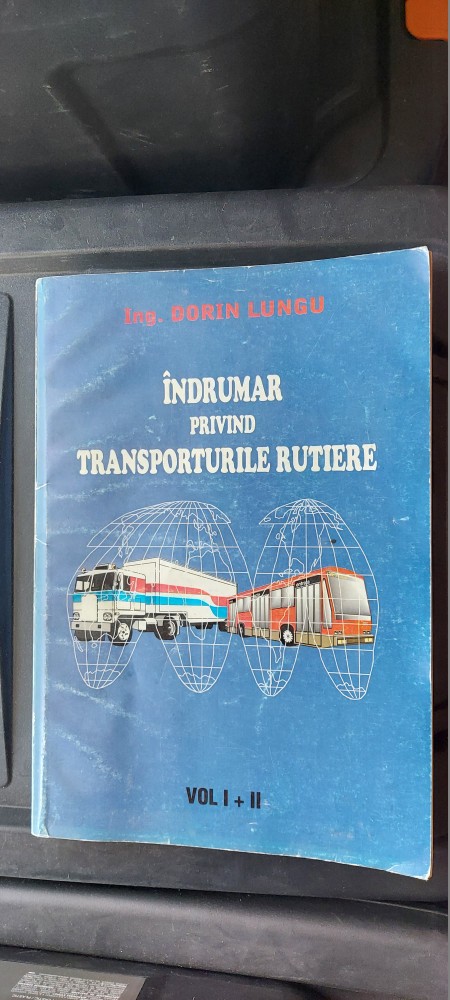 Ing. DORIN LUNGU
ÎNDRUMAR
PRIVIND
TRANSPORTURILE RUTIERE
VOL I + II